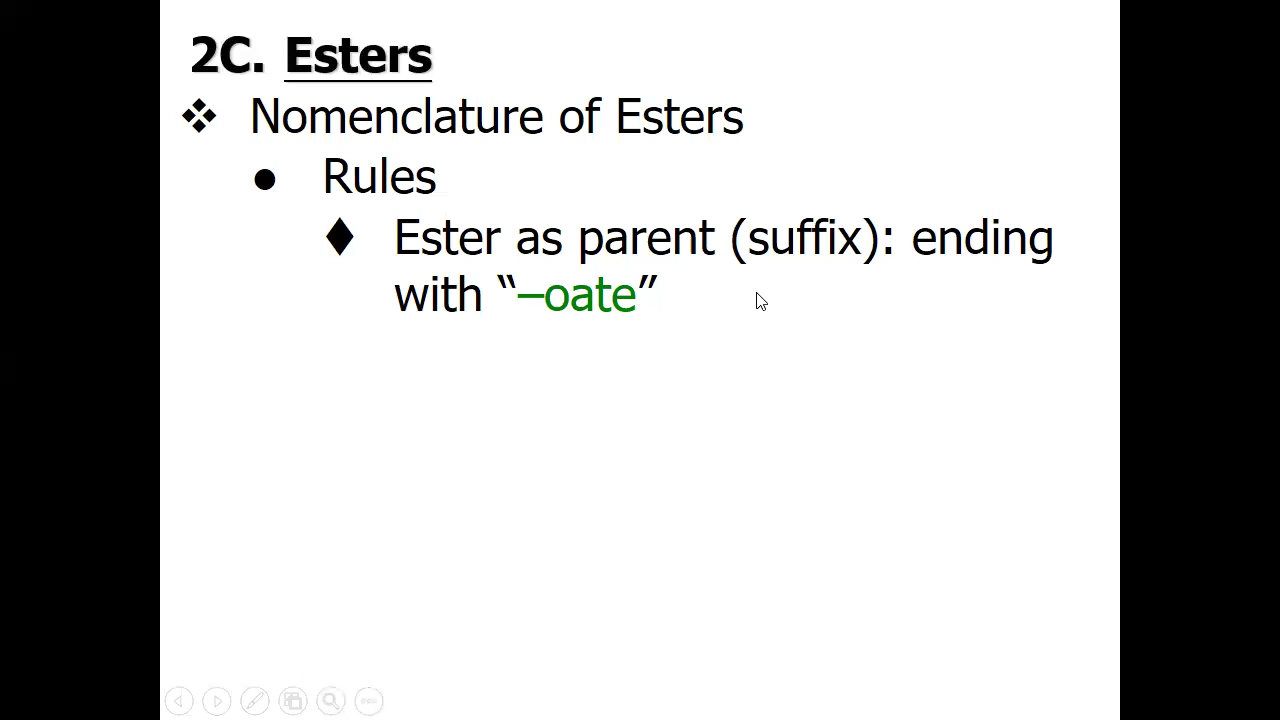 2C. Esters
❖ Nomenclature of Esters
● Rules
♦ Ester as parent (suffix): ending
with “–oate”